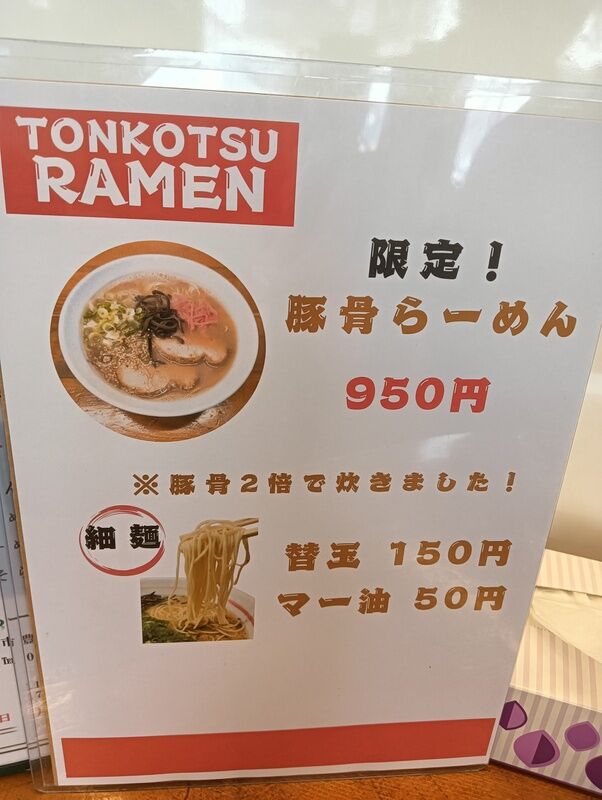 TONKOTSU
RAMEN
限定！
豚骨らーめん
950円
※豚骨2倍で炊きました！
細麺
替玉 150円
マー油 50円